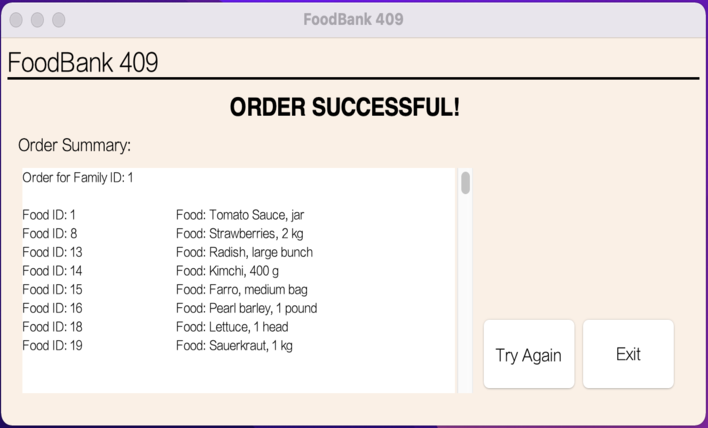 FoodBank 409
FoodBank 409
ORDER SUCCESSFUL!
Order Summary:
Order for Family ID: 1
Food ID: 1 Food: Tomato Sauce, jar
Food ID: 8 Food: Strawberries, 2 kg
Food ID: 13 Food: Radish, large bunch
Food ID: 14 Food: Kimchi, 400 g
Food ID: 15 Food: Farro, medium bag
Food ID: 16 Food: Pearl barley, 1 pound
Food ID: 18 Food: Lettuce, 1 head
Food ID: 19 Food: Sauerkraut, 1 kg
Try Again
Exit